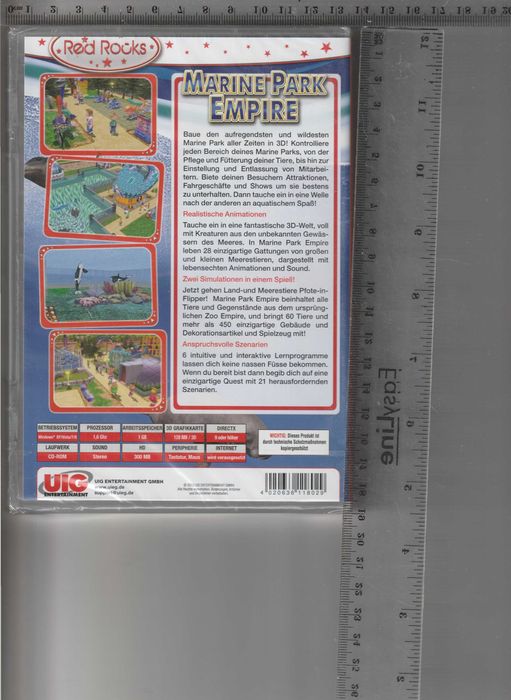 Red Rocks
MARINE PARK
EMPIRE
Baue den aufregendsten und wildesten
Marine Park aller Zeiten in 3D! Kontrolliere
jeden Bereich deines Marine Parks, von der
Pflege und Fütterung deiner Tiere, bis hin zur
Einstellung und Entlassung von Mitarbei-
tern. Biete deinen Besuchern Attraktionen,
Fahrgeschäfte und Shows um sie bestens
zu unterhalten. Dann tauche ein in eine Welle
nach der anderen an aquatischem Spaß!
Realistische Animationen
Tauche ein in eine fantastische 3D-Welt, voll
mit Kreaturen aus den unbekannten Gewäs-
sern des Meeres. In Marine Park Empire
leben 28 einzigartige Gattungen von großen
und kleinen Meerestieren, dargestellt mit
lebensechten Animationen und Sound.
Zwei Simulationen in einem Spiel!!
Jetzt gehen Land-und Meerestiere Pfote-in-
Flipper! Marine Park Empire beinhaltet alle
Tiere und Gegenstände aus dem ursprüng-
lichen Zoo Empire, und bringt 60 Tiere und
mehr als 450 einzigartige Gebäude und
Dekorationsartikel und Spielzeug mit!
Anspruchsvolle Szenarien
6 intuitive und interaktive Lernprogramme
lassen dich keine nassen Füsse bekommen.
Wenn du bereit bist dann begib dich auf eine
einzigartige Quest mit 21 herausfordernden
Szenarien.
BETRIEBSSYSTEM PROZESSOR ARBEITSSPEICHER 3D GRAFIKKARTE DIRECTX
Windows® XP/Vista/7/8 1,6 Ghz 1 GB 128 MB / 3D 9 oder höher
LAUFWERK SOUND HD PERIPHERIE INTERNET
CD-ROM Stereo 300 MB Tastatur, Maus wird vorausgesetzt
WICHTIG: Dieses Produkt ist
durch technische Schutzmaßnahmen
kopiergeschützt!
UIG
ENTERTAINMENT
UIG ENTERTAINMENT GMBH
www.uieg.de
support@uieg.de
4 020636 118029
EasyLine